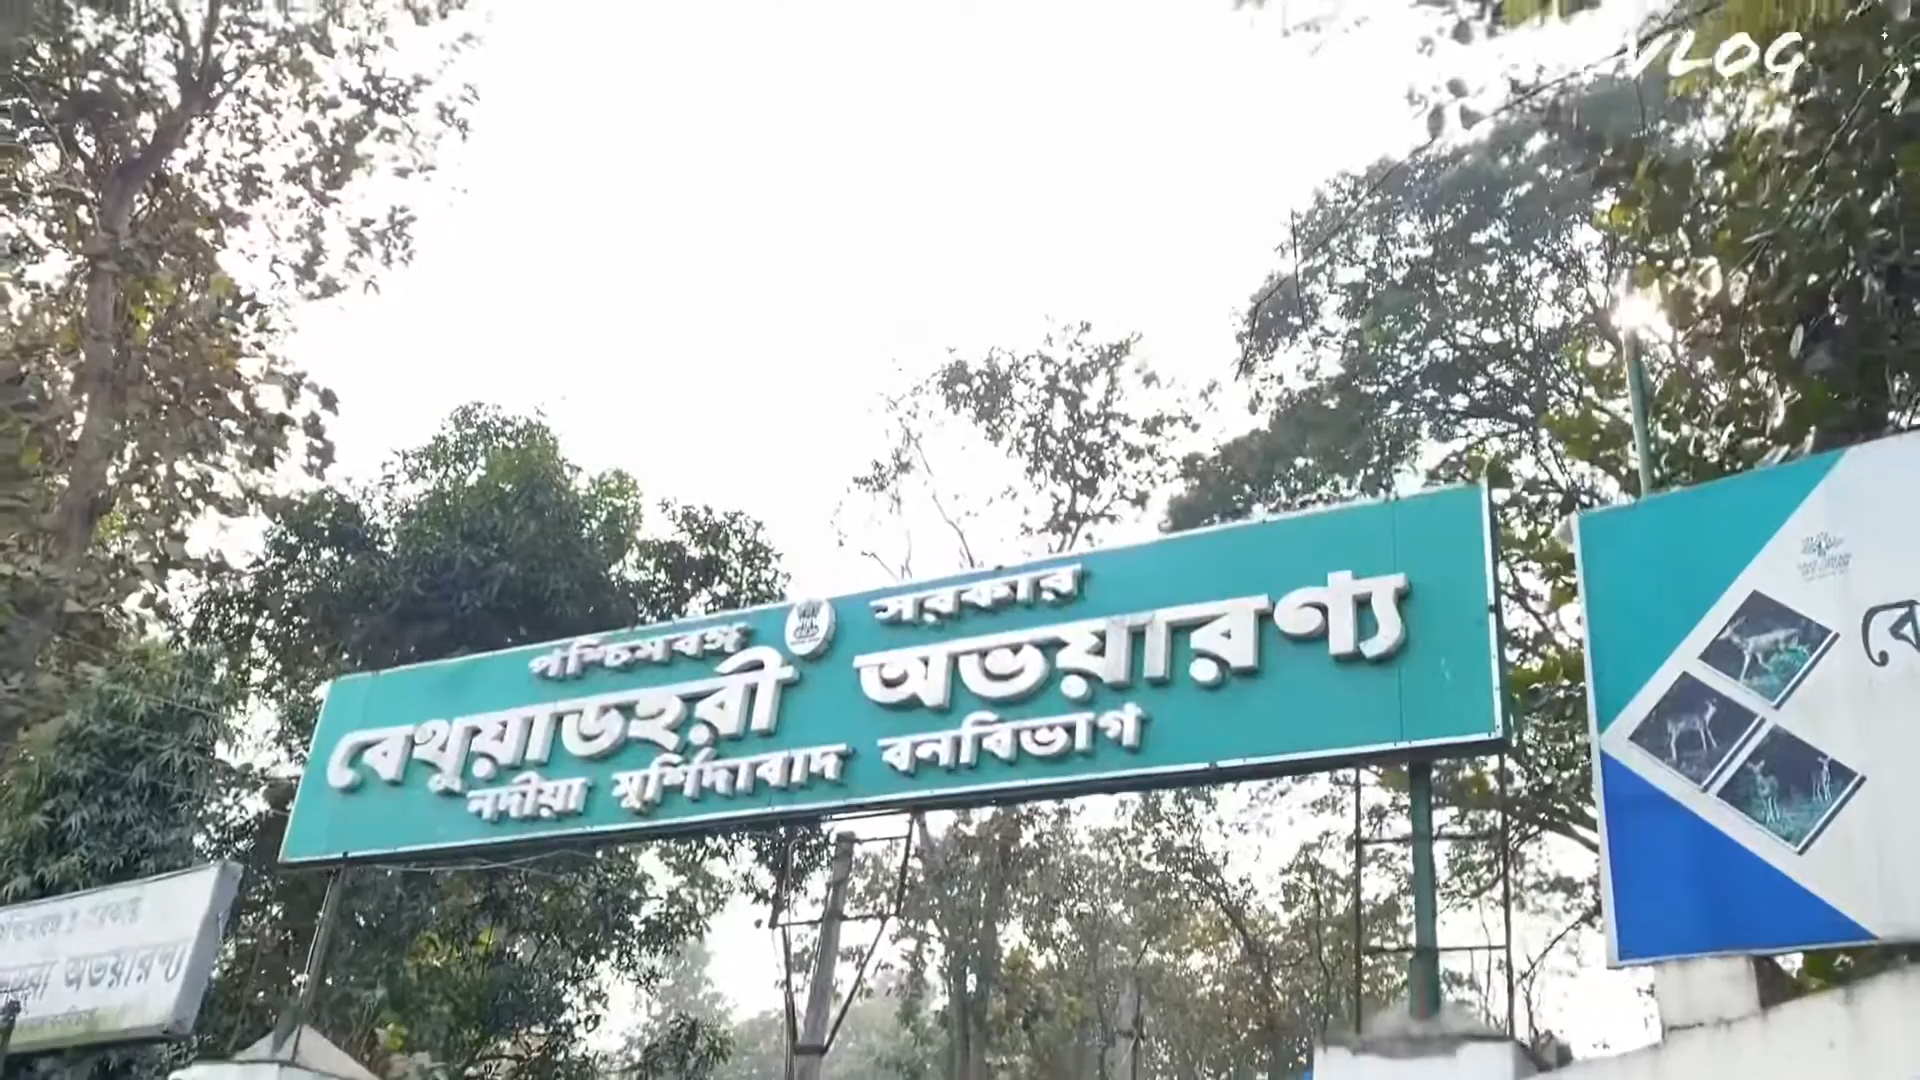 VLOG
পশ্চিমবঙ্গ সরকার
বেথুয়াডহরী অভয়ারণ্য
নদীয়া মুর্শিদাবাদ বনবিভাগ
বে
অভয়ারণ্য